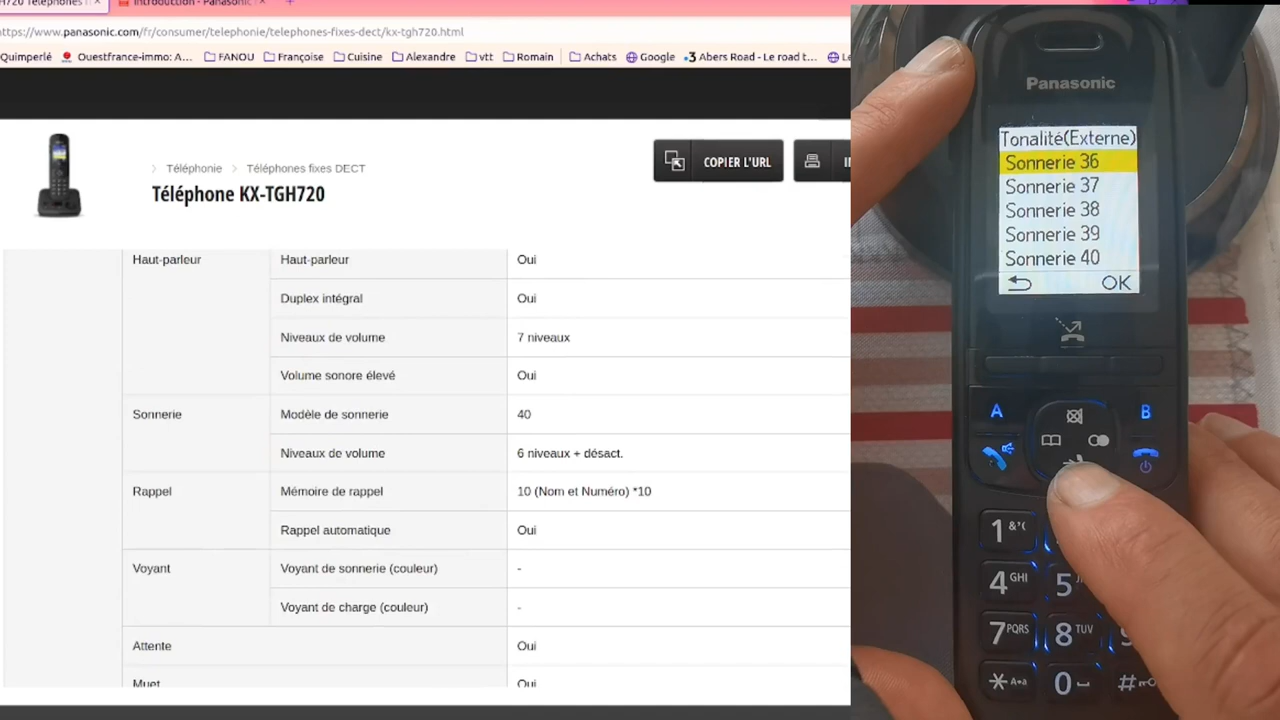 H720 Téléphones
Introduction - Panasonic
https://www.panasonic.com/fr/consumer/telephonie/telephones-fixes-dect/kx-tgh720.html
Quimperlé Ouestfrance-immo: A... FANOU Françoise Cuisine Alexandre vtt Romain Achats Google Abers Road - Le road t... Le
Téléphonie Téléphones fixes DECT
Téléphone KX-TGH720
COPIER L'URL
Haut-parleur Haut-parleur Oui
Duplex intégral Oui
Niveaux de volume 7 niveaux
Volume sonore élevé Oui
Sonnerie Modèle de sonnerie 40
Niveaux de volume 6 niveaux + désact.
Rappel Mémoire de rappel 10 (Nom et Numéro) *10
Rappel automatique Oui
Voyant Voyant de sonnerie (couleur) -
Voyant de charge (couleur) -
Attente Oui
Muet Oui
Panasonic
Tonalité(Externe)
Sonnerie 36
Sonnerie 37
Sonnerie 38
Sonnerie 39
Sonnerie 40
OK
A B
1 &'(
4 GHI 5
7 PQRS 8 TUV 9
* A→a 0 #